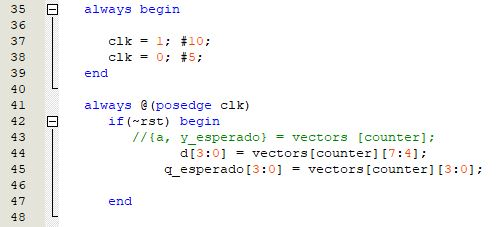 35 always begin
36
37 clk = 1; #10;
38 clk = 0; #5;
39 end
40
41 always @(posedge clk)
42 if(~rst) begin
43 //{a, y_esperado} = vectors [counter];
44 d[3:0] = vectors[counter][7:4];
45 q_esperado[3:0] = vectors[counter][3:0];
46
47 end
48